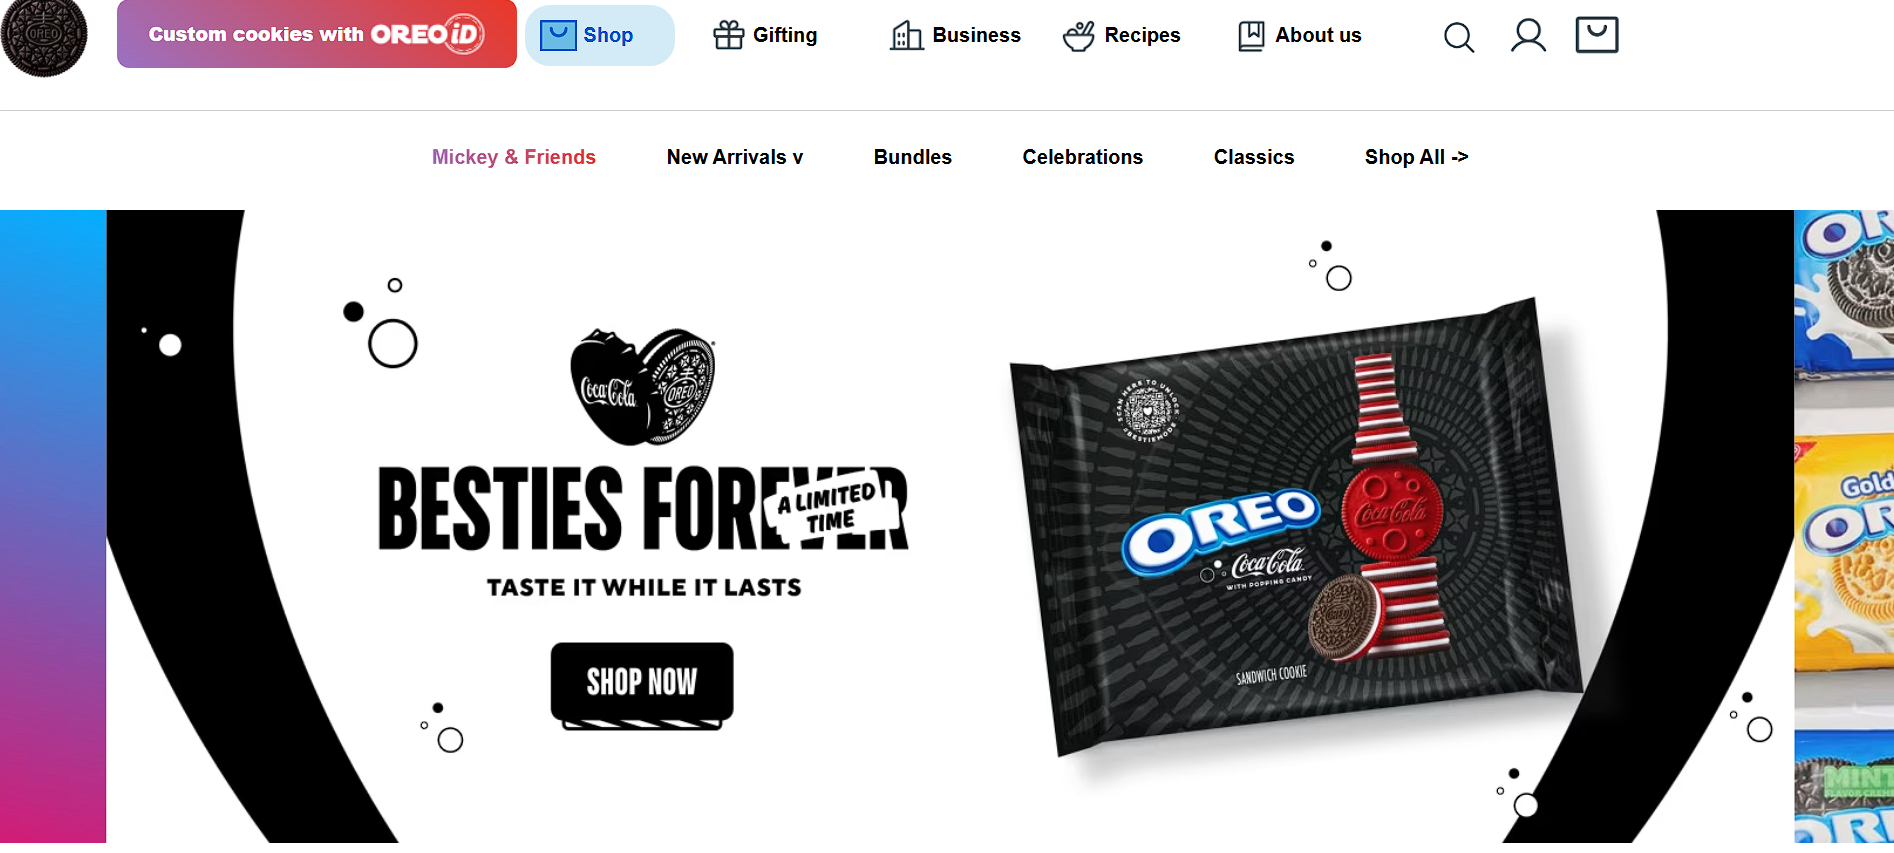 OREO
Custom cookies with OREOiD
Shop
Gifting
Business
Recipes
About us
Mickey & Friends
New Arrivals v
Bundles
Celebrations
Classics
Shop All ->
Coca-Cola
OREO
BESTIES FOREVER
A LIMITED
TIME
TASTE IT WHILE IT LASTS
SHOP NOW
SCAN HERE TO UNLOCK
#BESTIEMODE
Coca-Cola
OREO
Coca-Cola
WITH POPPING CANDY
OREO
SANDWICH COOKIE
OR
Gold
OR
MINT
OR